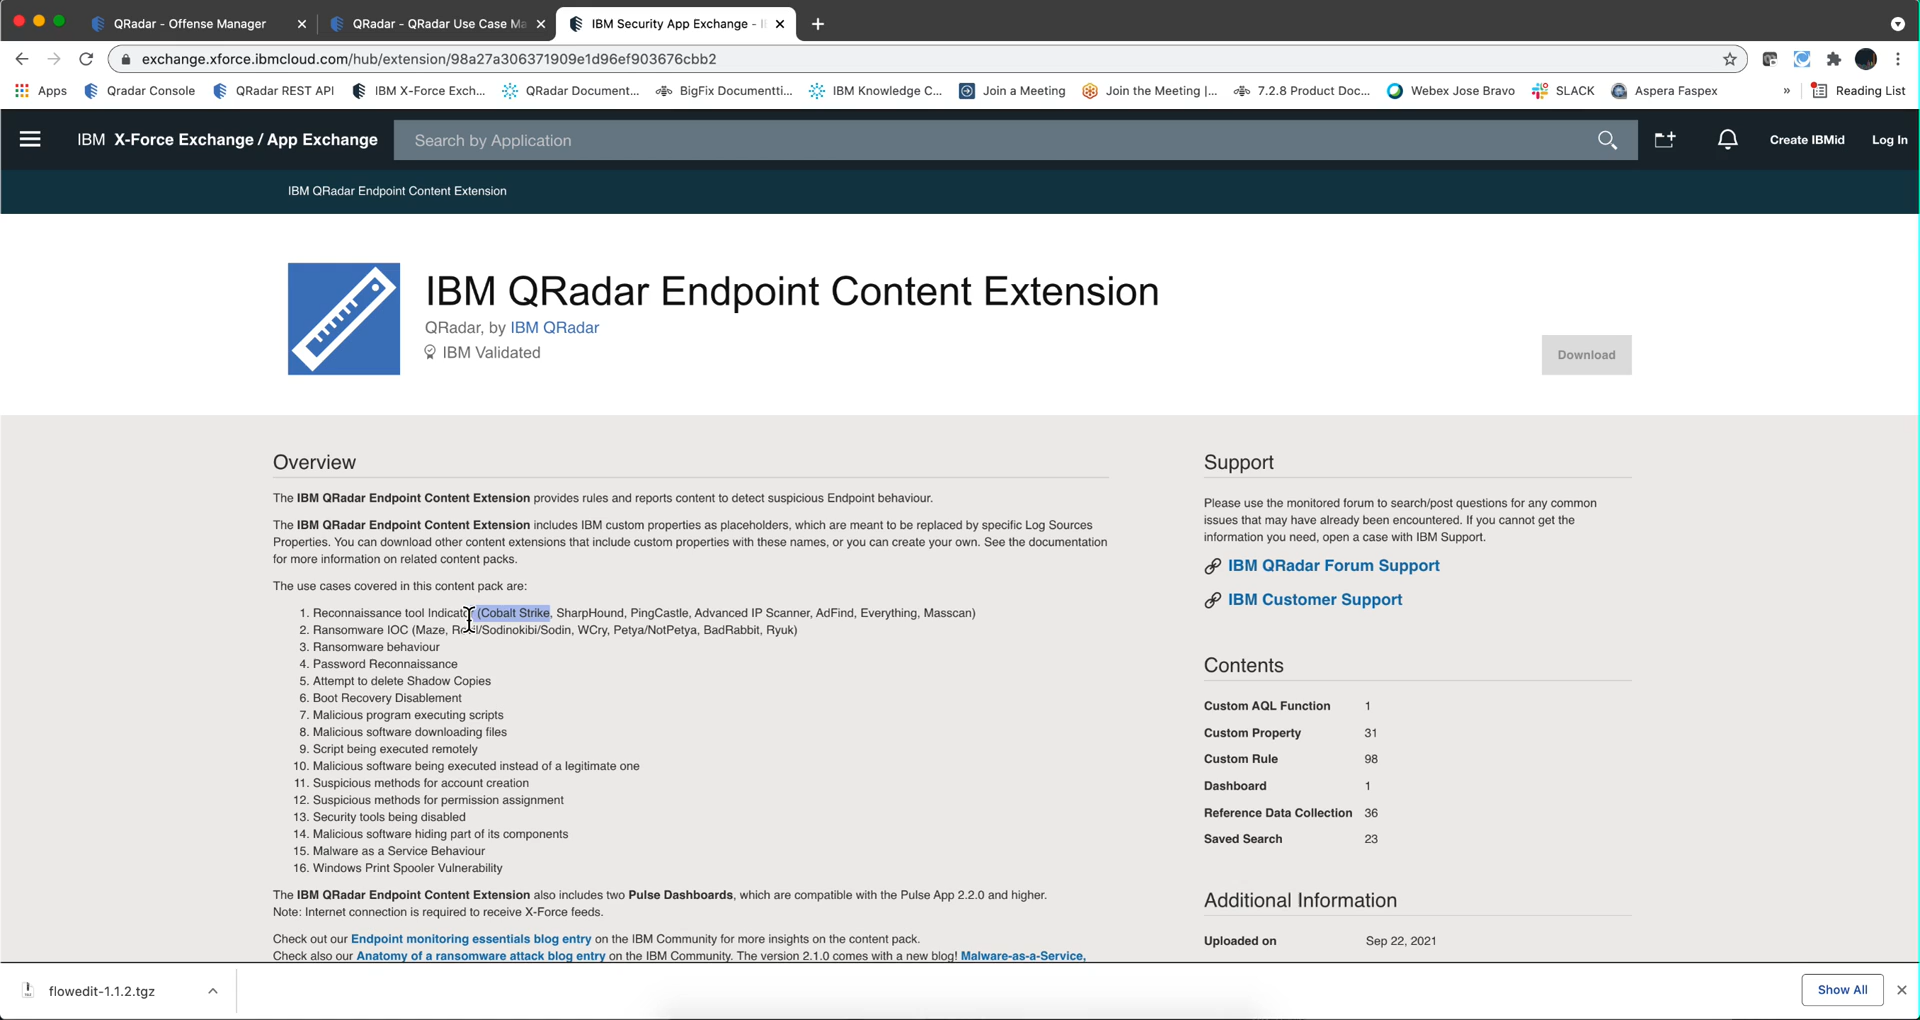 QRadar - Offense Manager
QRadar - QRadar Use Case Ma
IBM Security App Exchange -
exchange.xforce.ibmcloud.com/hub/extension/98a27a306371909e1d96ef903676cbb2
Apps
Qradar Console
QRadar REST API
IBM X-Force Exch...
QRadar Document...
BigFix Documentti...
IBM Knowledge C...
Join a Meeting
Join the Meeting |...
7.2.8 Product Doc...
Webex Jose Bravo
SLACK
Aspera Faspex
»
Reading List
IBM X-Force Exchange / App Exchange
Search by Application
Create IBMid
Log In
IBM QRadar Endpoint Content Extension
IBM QRadar Endpoint Content Extension
QRadar, by IBM QRadar
IBM Validated
Download
Overview
The IBM QRadar Endpoint Content Extension provides rules and reports content to detect suspicious Endpoint behaviour.
The IBM QRadar Endpoint Content Extension includes IBM custom properties as placeholders, which are meant to be replaced by specific Log Sources
Properties. You can download other content extensions that include custom properties with these names, or you can create your own. See the documentation
for more information on related content packs.
The use cases covered in this content pack are:
1. Reconnaissance tool Indicator (Cobalt Strike, SharpHound, PingCastle, Advanced IP Scanner, AdFind, Everything, Masscan)
2. Ransomware IOC (Maze, REvil/Sodinokibi/Sodin, WCry, Petya/NotPetya, BadRabbit, Ryuk)
3. Ransomware behaviour
4. Password Reconnaissance
5. Attempt to delete Shadow Copies
6. Boot Recovery Disablement
7. Malicious program executing scripts
8. Malicious software downloading files
9. Script being executed remotely
10. Malicious software being executed instead of a legitimate one
11. Suspicious methods for account creation
12. Suspicious methods for permission assignment
13. Security tools being disabled
14. Malicious software hiding part of its components
15. Malware as a Service Behaviour
16. Windows Print Spooler Vulnerability
The IBM QRadar Endpoint Content Extension also includes two Pulse Dashboards, which are compatible with the Pulse App 2.2.0 and higher.
Note: Internet connection is required to receive X-Force feeds.
Check out our Endpoint monitoring essentials blog entry on the IBM Community for more insights on the content pack.
Check also our Anatomy of a ransomware attack blog entry on the IBM Community. The version 2.1.0 comes with a new blog! Malware-as-a-Service,
Support
Please use the monitored forum to search/post questions for any common
issues that may have already been encountered. If you cannot get the
information you need, open a case with IBM Support.
IBM QRadar Forum Support
IBM Customer Support
Contents
Custom AQL Function 1
Custom Property 31
Custom Rule 98
Dashboard 1
Reference Data Collection 36
Saved Search 23
Additional Information
Uploaded on Sep 22, 2021
flowedit-1.1.2.tgz
Show All